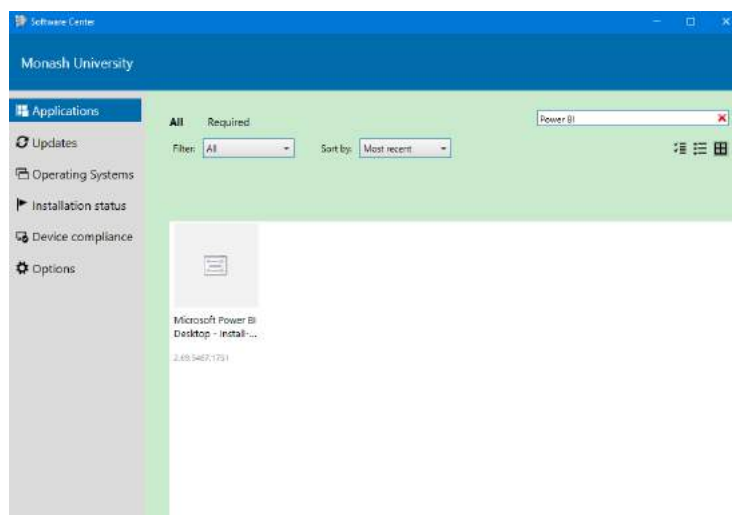 Software Center
Monash University
Applications
Updates
Operating Systems
Installation status
Device compliance
Options
All Required
Power BI
Filter: All Sort by: Most recent
Microsoft Power BI
Desktop - Install-...